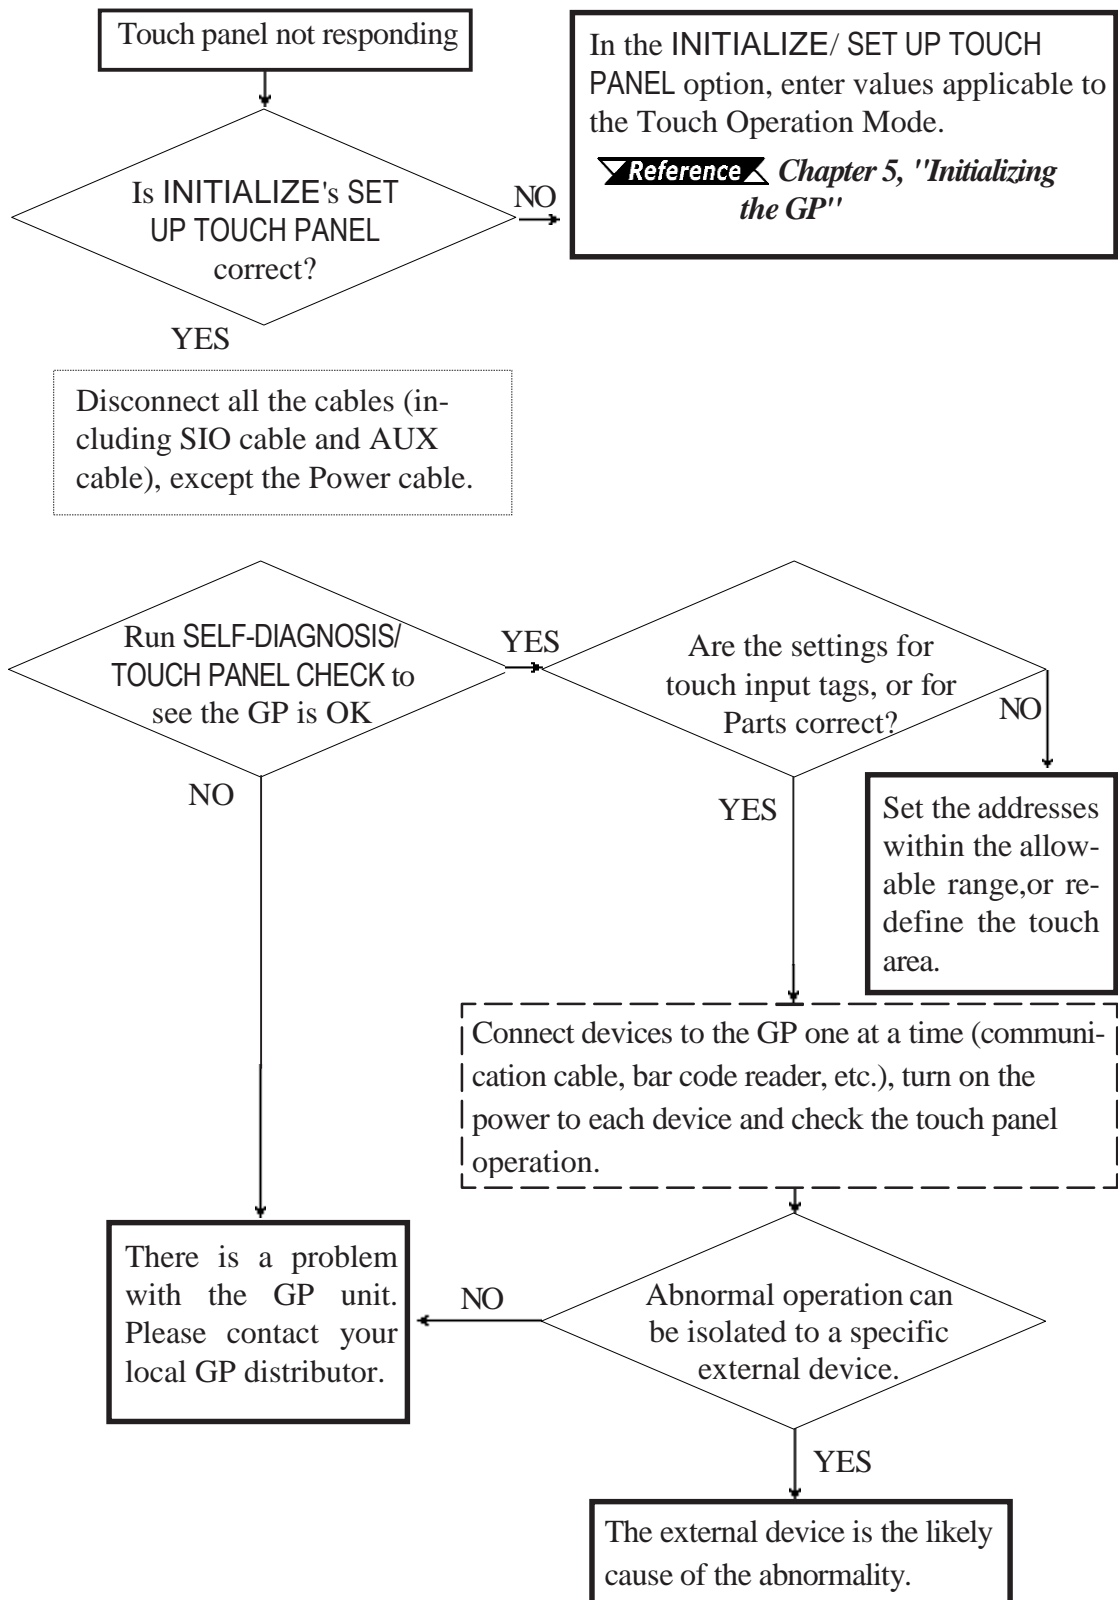 Touch panel not responding
In the INITIALIZE/ SET UP TOUCH
PANEL option, enter values applicable to
the Touch Operation Mode.
Reference Chapter 5, "Initializing
the GP"
Is INITIALIZE's SET
UP TOUCH PANEL
correct?
NO
YES
Disconnect all the cables (in-
cluding SIO cable and AUX
cable), except the Power cable.
Run SELF-DIAGNOSIS/
TOUCH PANEL CHECK to
see the GP is OK
YES
NO
Are the settings for
touch input tags, or for
Parts correct?
NO
YES
Set the addresses
within the allow-
able range,or re-
define the touch
area.
Connect devices to the GP one at a time (communi-
cation cable, bar code reader, etc.), turn on the
power to each device and check the touch panel
operation.
There is a problem
with the GP unit.
Please contact your
local GP distributor.
NO
Abnormal operation can
be isolated to a specific
external device.
YES
The external device is the likely
cause of the abnormality.